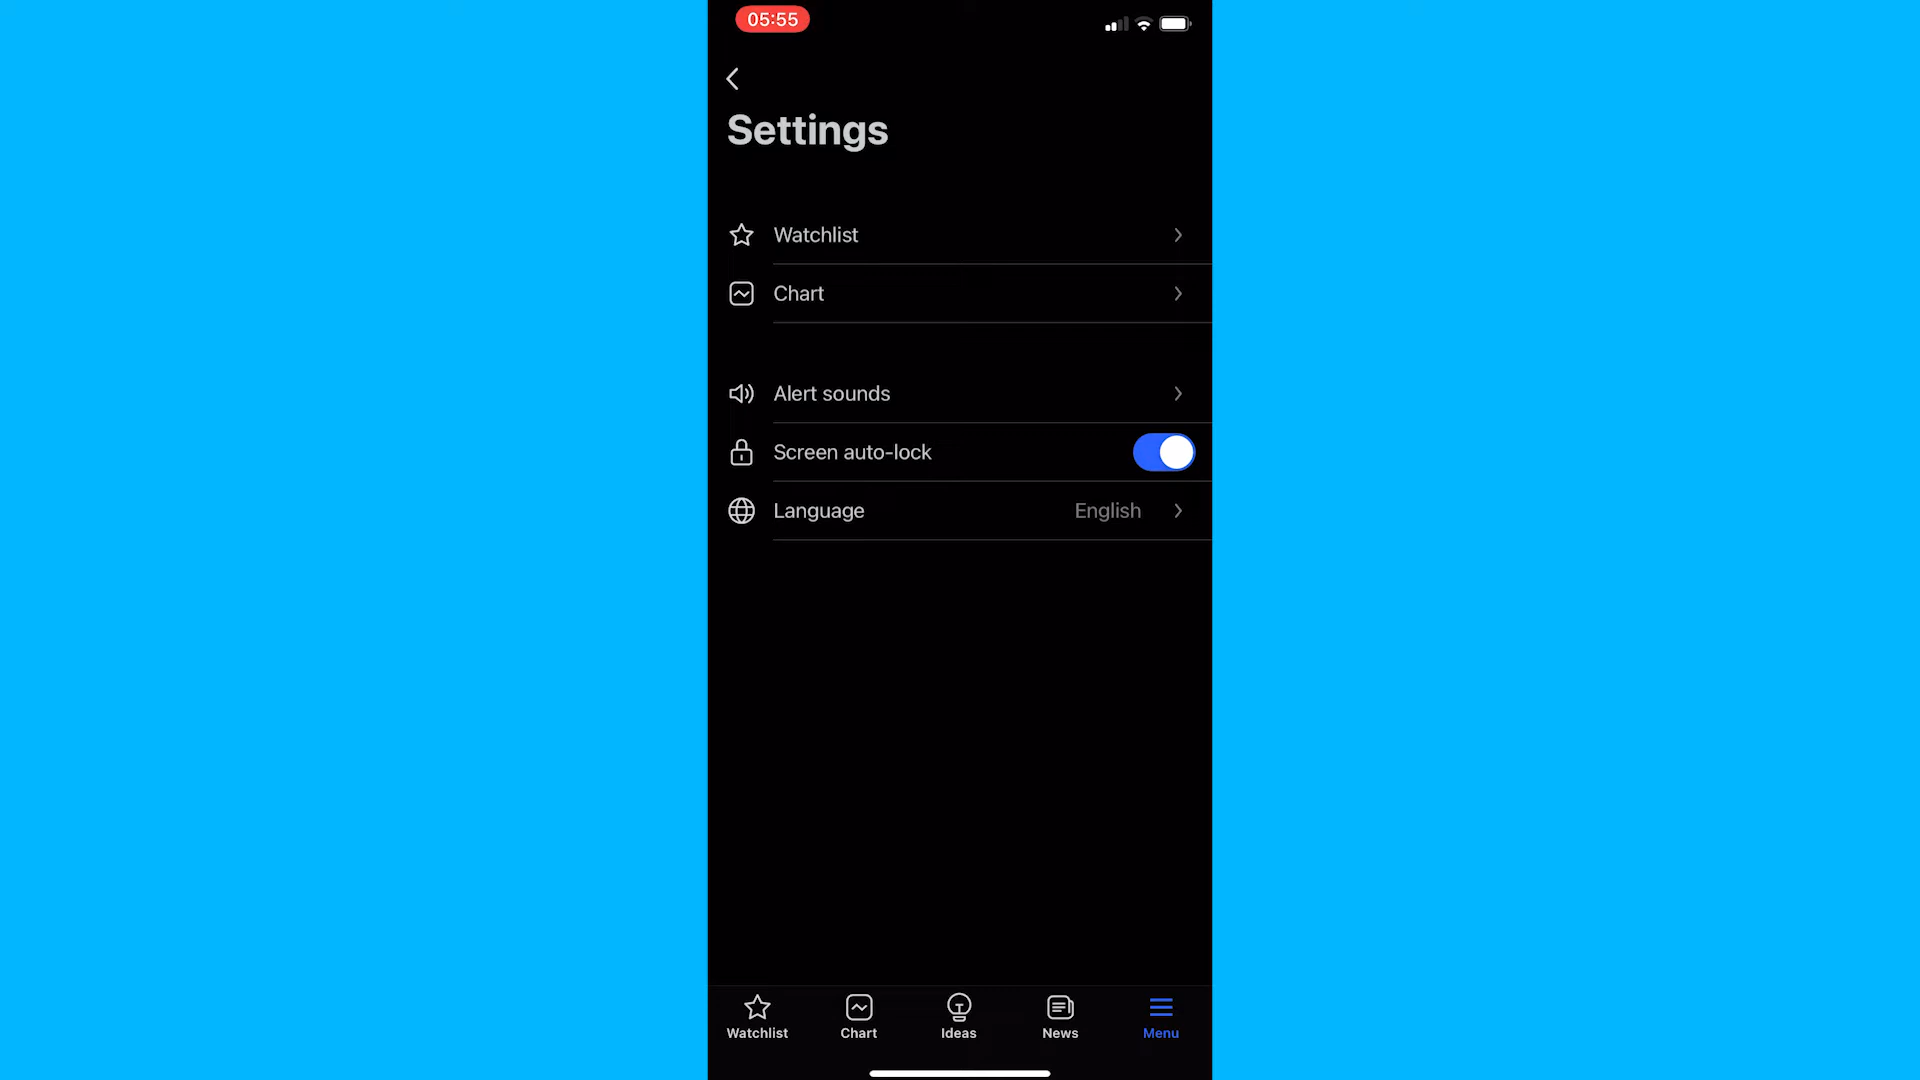 05:55
Settings
Watchlist
Chart
Alert sounds
Screen auto-lock
Language English
Watchlist Chart Ideas News Menu